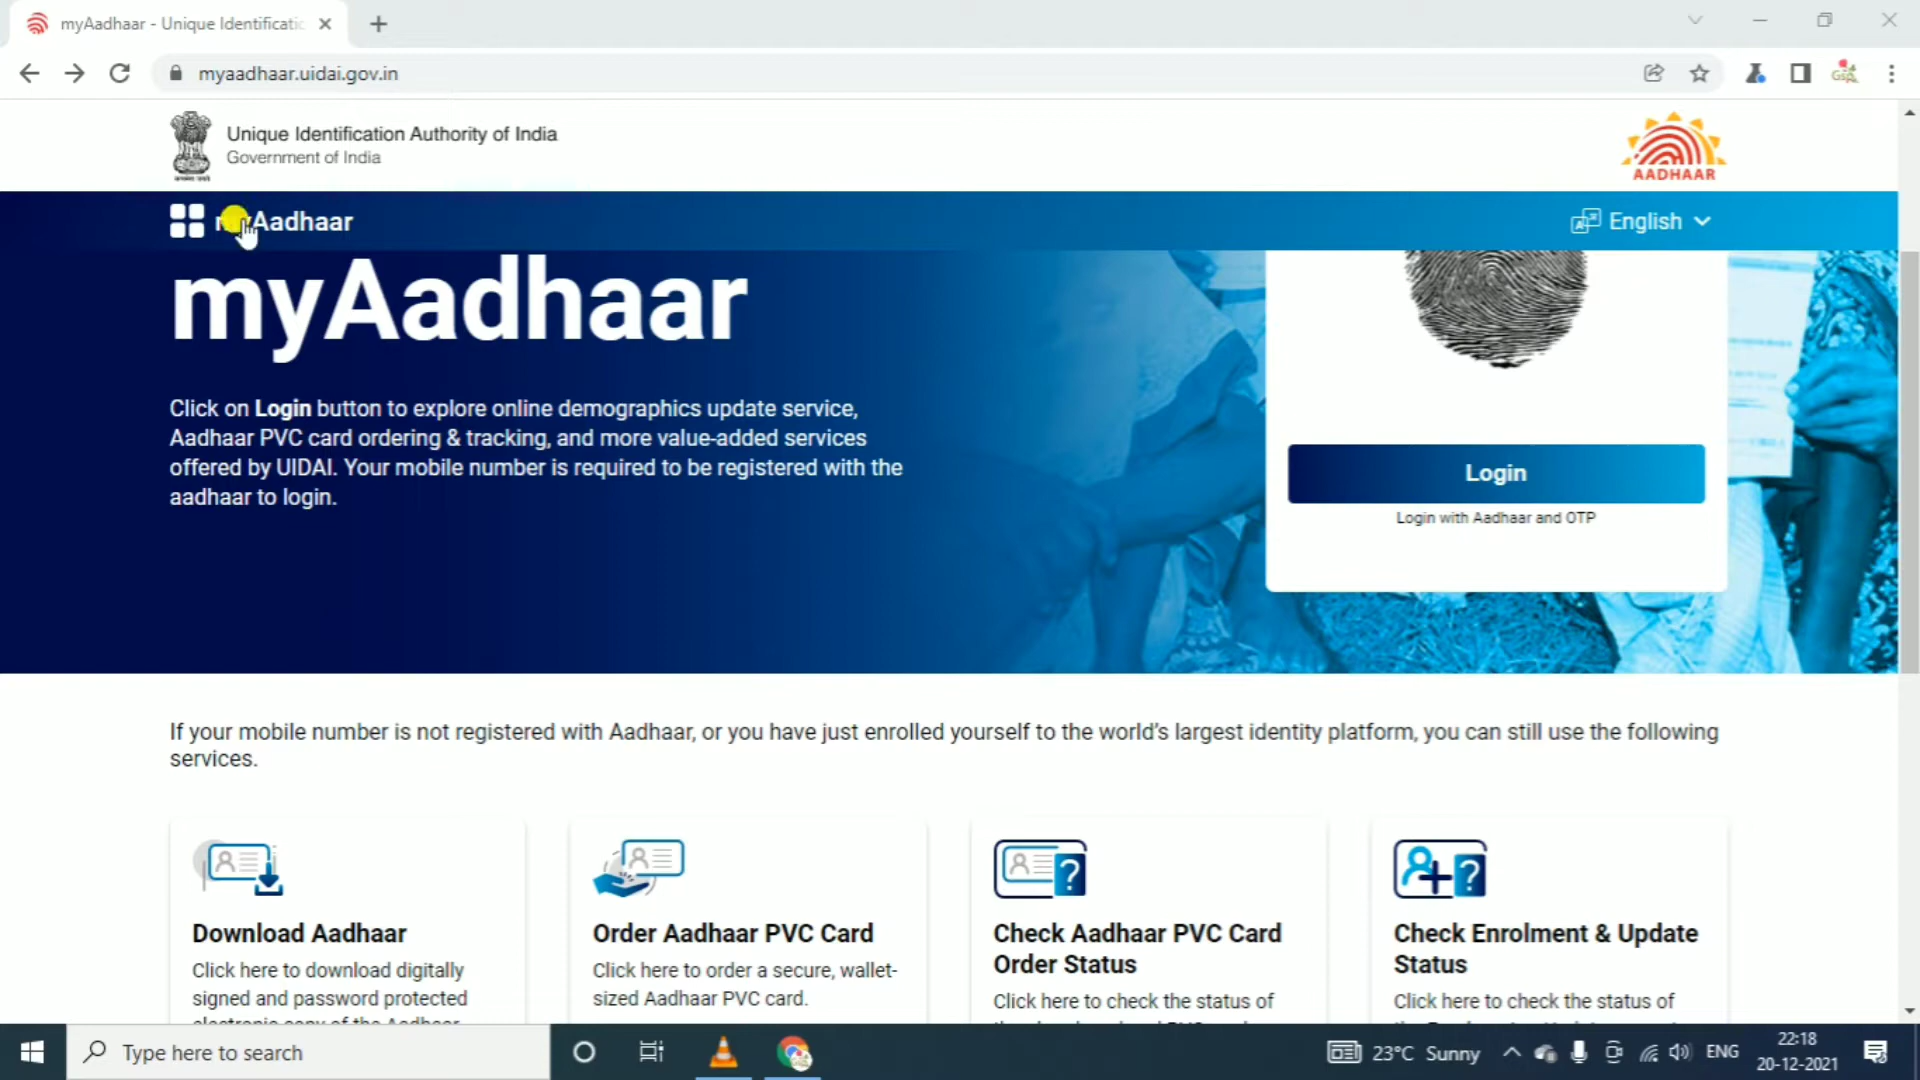 myAadhaar - Unique Identificatic
myaadhaar.uidai.gov.in
Unique Identification Authority of India
Government of India
AADHAAR
myAadhaar
English
myAadhaar
Click on Login button to explore online demographics update service,
Aadhaar PVC card ordering & tracking, and more value-added services
offered by UIDAI. Your mobile number is required to be registered with the
aadhaar to login.
Login
Login with Aadhaar and OTP
If your mobile number is not registered with Aadhaar, or you have just enrolled yourself to the world's largest identity platform, you can still use the following
services.
Download Aadhaar
Click here to download digitally
signed and password protected
Order Aadhaar PVC Card
Click here to order a secure, wallet-
sized Aadhaar PVC card.
Check Aadhaar PVC Card
Order Status
Click here to check the status of
Check Enrolment & Update
Status
Click here to check the status of
Type here to search
23°C Sunny
ENG
22:18
20-12-2021